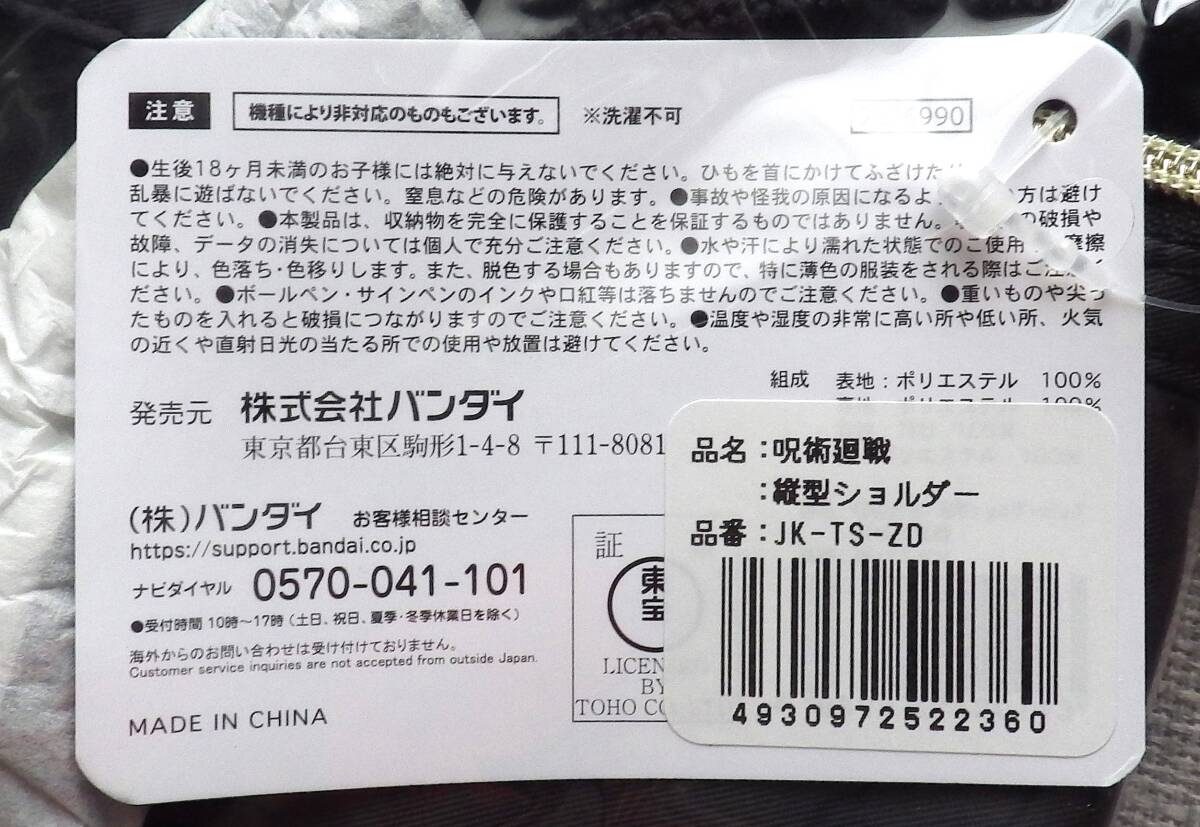 注意 機種により非対応のものもございます。 ※洗濯不可 990
●生後18ヶ月未満のお子様には絶対に与えないでください。ひもを首にかけてふざけた
乱暴に遊ばないでください。窒息などの危険があります。●事故や怪我の原因になるよ 方は避け
てください。●本製品は、収納物を完全に保護することを保証するものではありません。 の破損や
故障、データの消失については個人で充分ご注意ください。●水や汗により濡れた状態でのご使用 摩擦
により、色落ち・色移りします。また、脱色する場合もありますので、特に薄色の服装をされる際はご注意く
ださい。●ボールペン・サインペンのインクや口紅等は落ちませんのでご注意ください。●重いものや尖っ
たものを入れると破損につながりますのでご注意ください。●温度や湿度の非常に高い所や低い所、火気
の近くや直射日光の当たる所での使用や放置は避けてください。
組成 表地:ポリエステル 100%
発売元 株式会社バンダイ
東京都台東区駒形1-4-8 〒111-8081
(株)バンダイ お客様相談センター
https://support.bandai.co.jp
ナビダイヤル 0570-041-101
●受付時間 10時〜17時(土日、祝日、夏季・冬季休業日を除く)
海外からのお問い合わせは受け付けておりません。
Customer service inquiries are not accepted from outside Japan.
MADE IN CHINA
証
東宝
LICEN
BY
TOHO CO
品名:呪術廻戦
:縦型ショルダー
品番:JK-TS-ZD
4930972522360